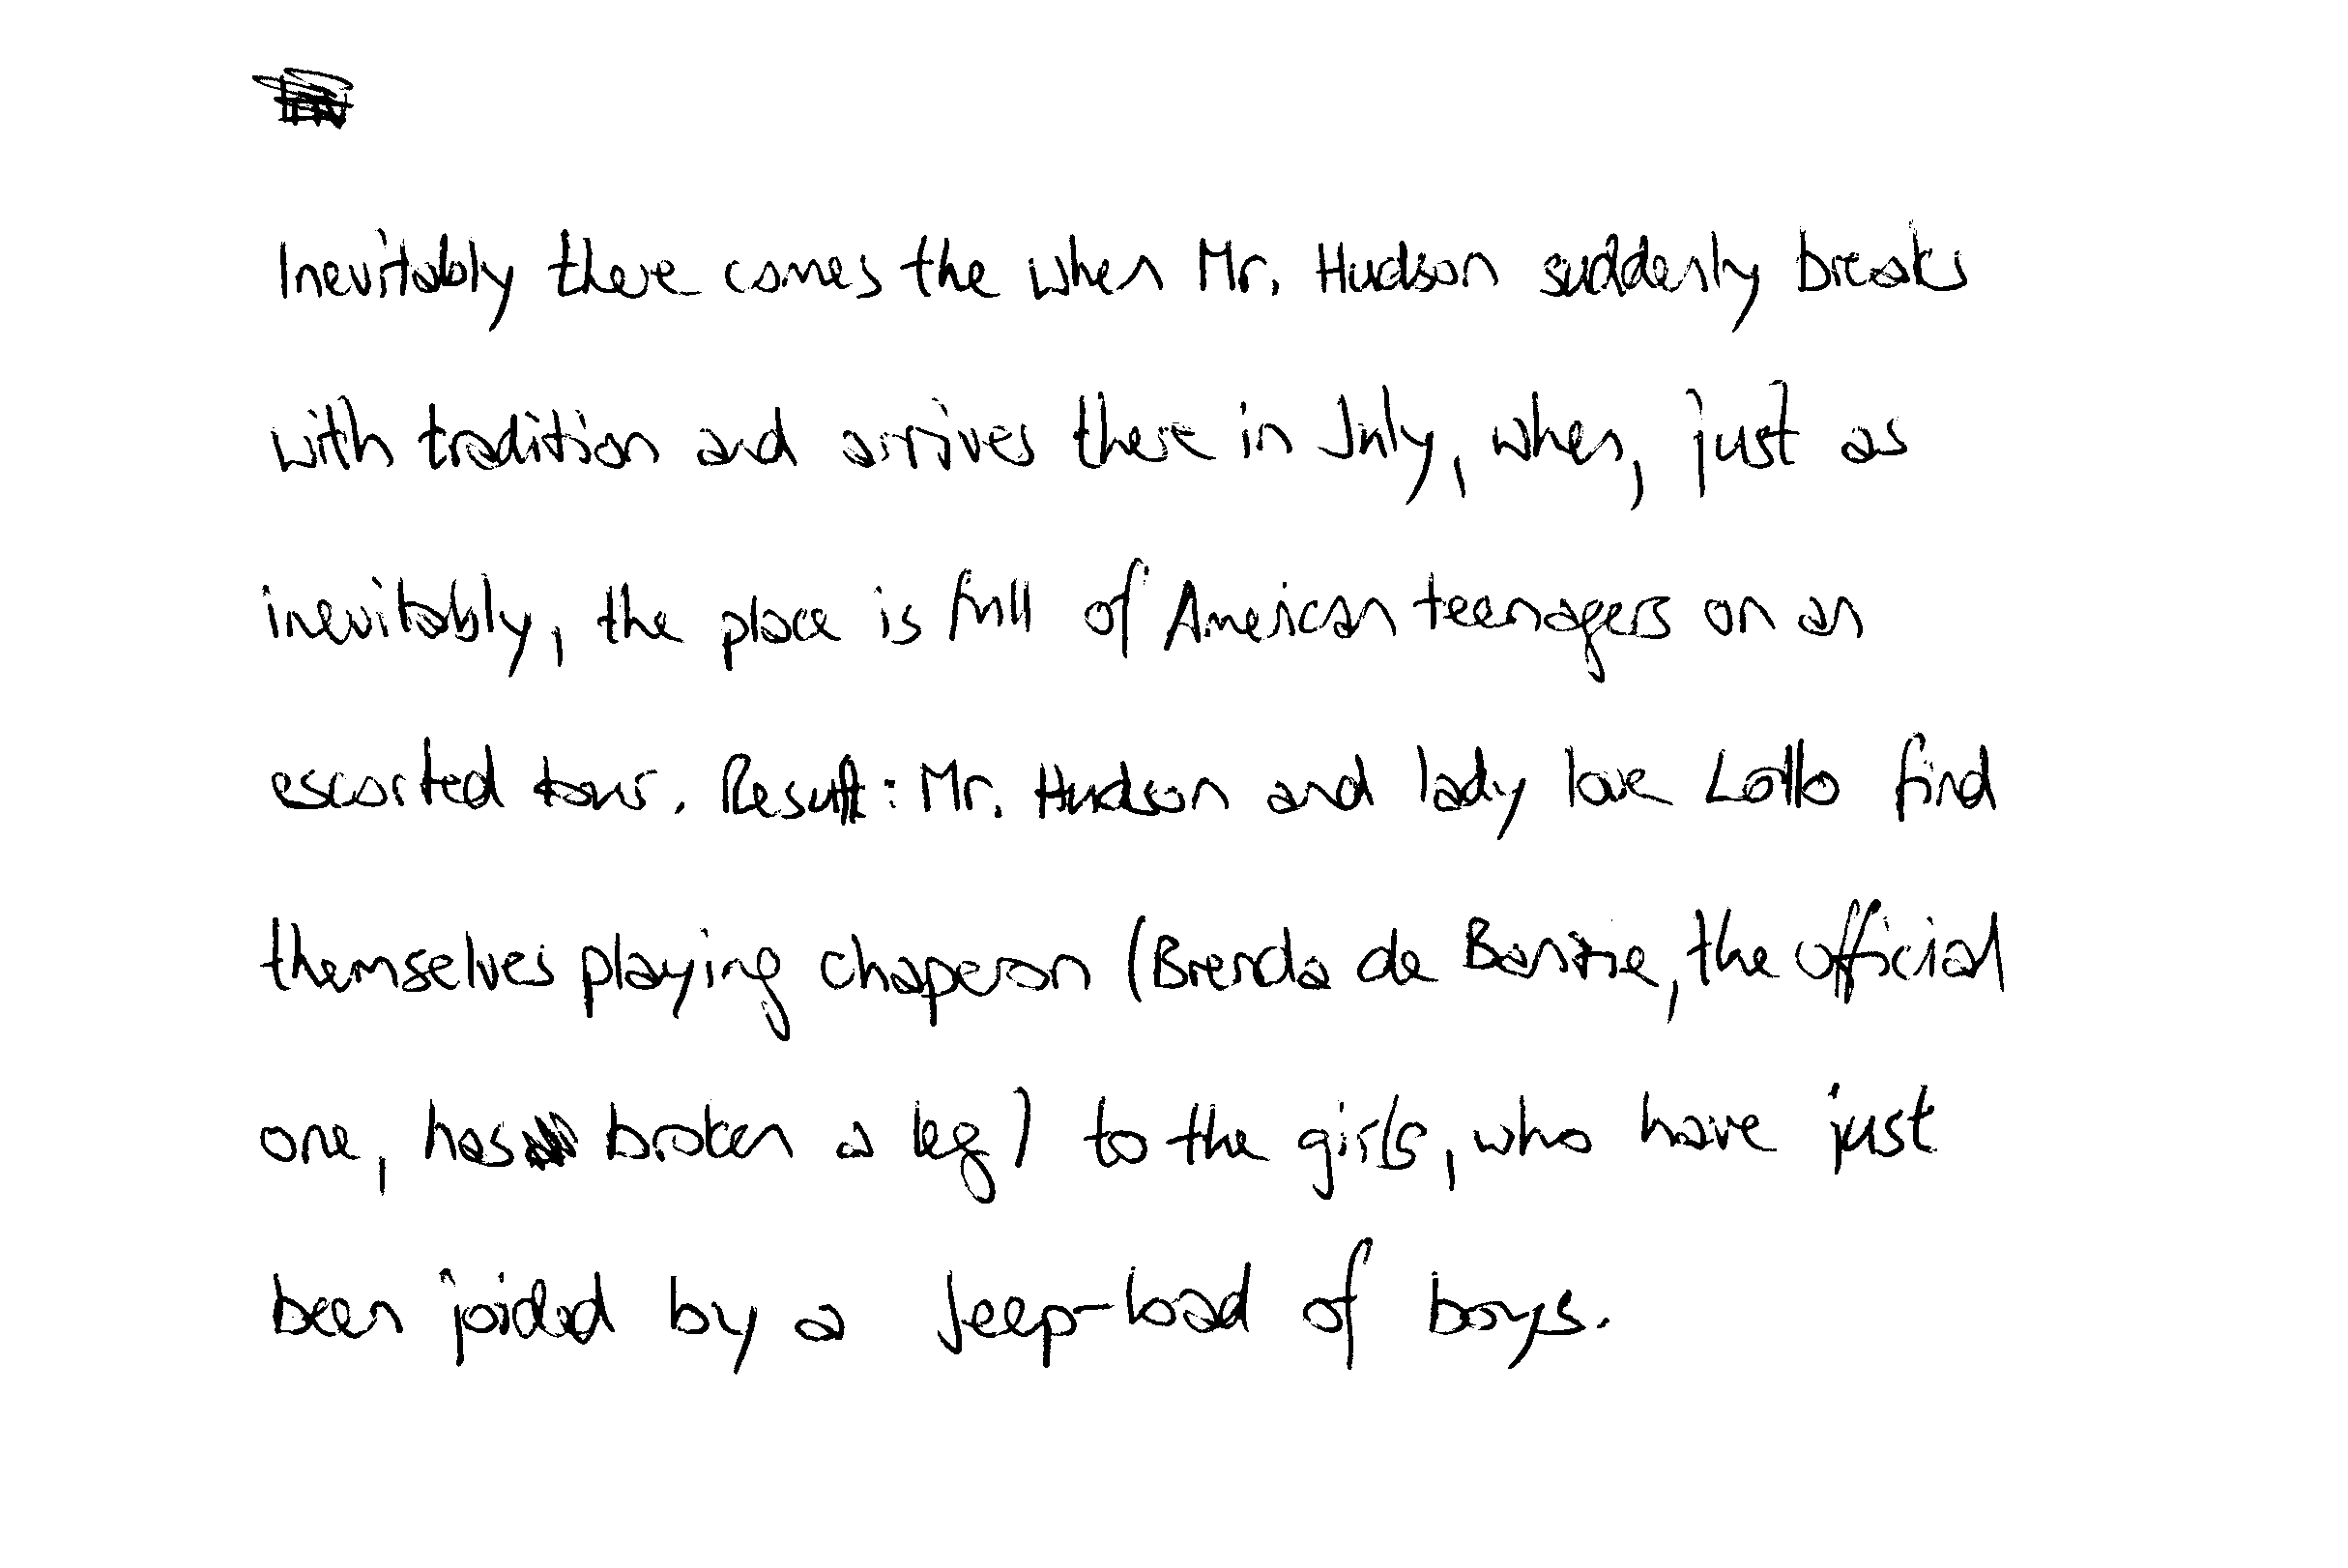 Inevitably there comes the when Mr. Hudson suddenly breaks
with tradition and arrives there in July, when, just as
inevitably, the place is full of American teenagers on an
escorted tour. Result: Mr. Hudson and lady love Lollo find
themselves playing chaperon (Brenda de Banzie, the official
one, has broken a leg) to the girls, who have just
been joided by a Jeep-load of boys.